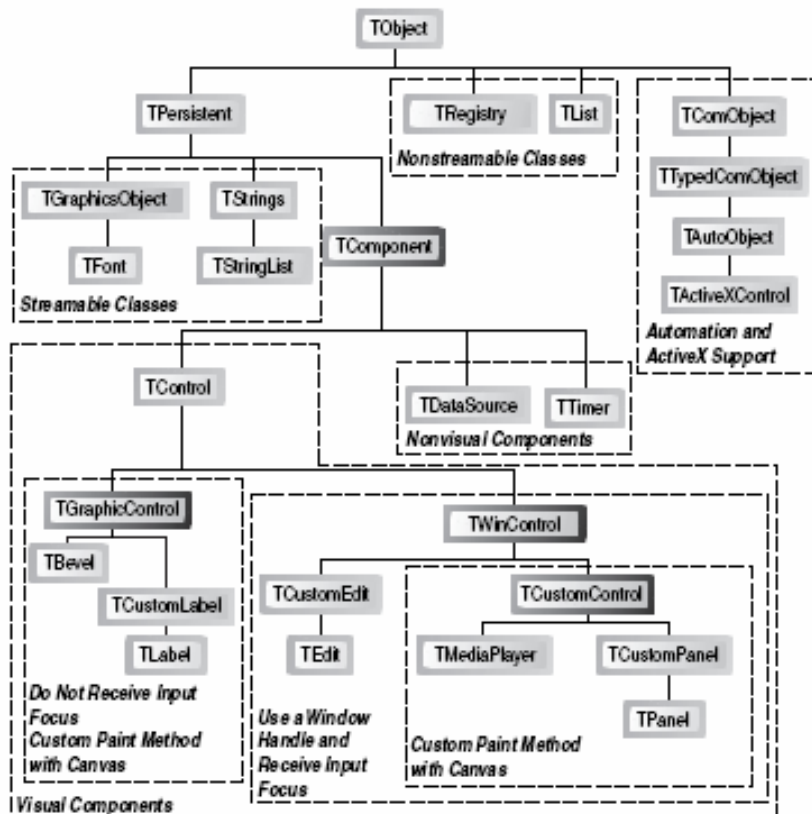 TObject
TPersistent
TRegistry
TList
Nonstreamable Classes
TComObject
TTypedComObject
TAutoObject
TActiveXControl
Automation and
ActiveX Support
TGraphicsObject
TStrings
TFont
TStringList
Streamable Classes
TComponent
TControl
TDataSource
TTimer
Nonvisual Components
TGraphicControl
TBevel
TCustomLabel
TLabel
Do Not Receive Input
Focus
Custom Paint Method
with Canvas
TWinControl
TCustomEdit
TEdit
Use a Window
Handle and
Receive Input
Focus
TCustomControl
TMediaPlayer
TCustomPanel
TPanel
Custom Paint Method
with Canvas
Visual Components